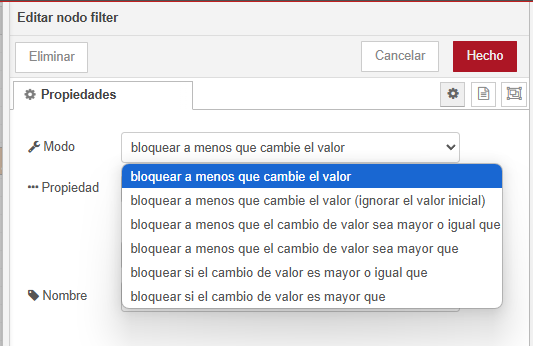 Editar nodo filter
Eliminar
Cancelar
Hecho
Propiedades
Modo
bloquear a menos que cambie el valor
bloquear a menos que cambie el valor
Propiedad
bloquear a menos que cambie el valor (ignorar el valor inicial)
bloquear a menos que el cambio de valor sea mayor o igual que
bloquear a menos que el cambio de valor sea mayor que
bloquear si el cambio de valor es mayor o igual que
Nombre
bloquear si el cambio de valor es mayor que